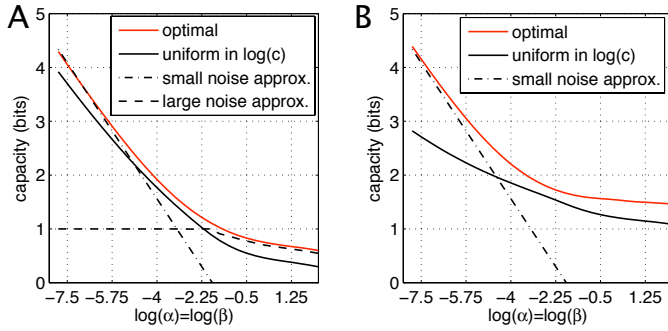 A
optimal
uniform in log(c)
small noise approx.
large noise approx.
capacity (bits)
5
4
3
2
1
0
−7.5 −5.75 −4 −2.25 −0.5 1.25
log(α)=log(β)
B
optimal
uniform in log(c)
small noise approx.
capacity (bits)
5
4
3
2
1
0
−7.5 −5.75 −4 −2.25 −0.5 1.25
log(α)=log(β)